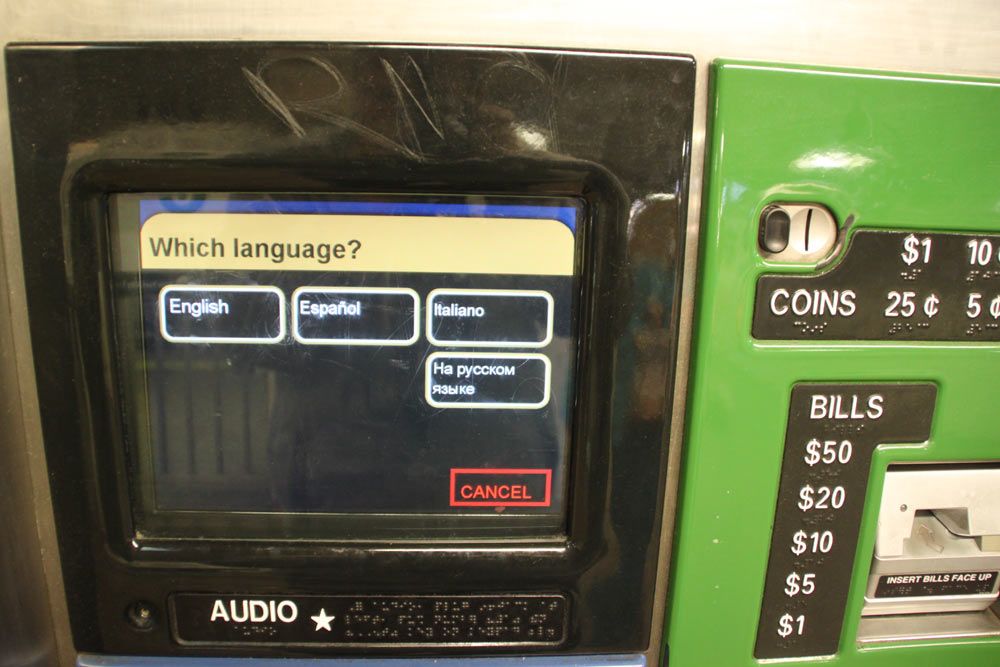 Which language?
English
Español
Italiano
На русском
языке
CANCEL
AUDIO
$1 10
COINS 25 ¢ 5 ¢
BILLS
$50
$20
$10
$5
$1
INSERT BILLS FACE UP